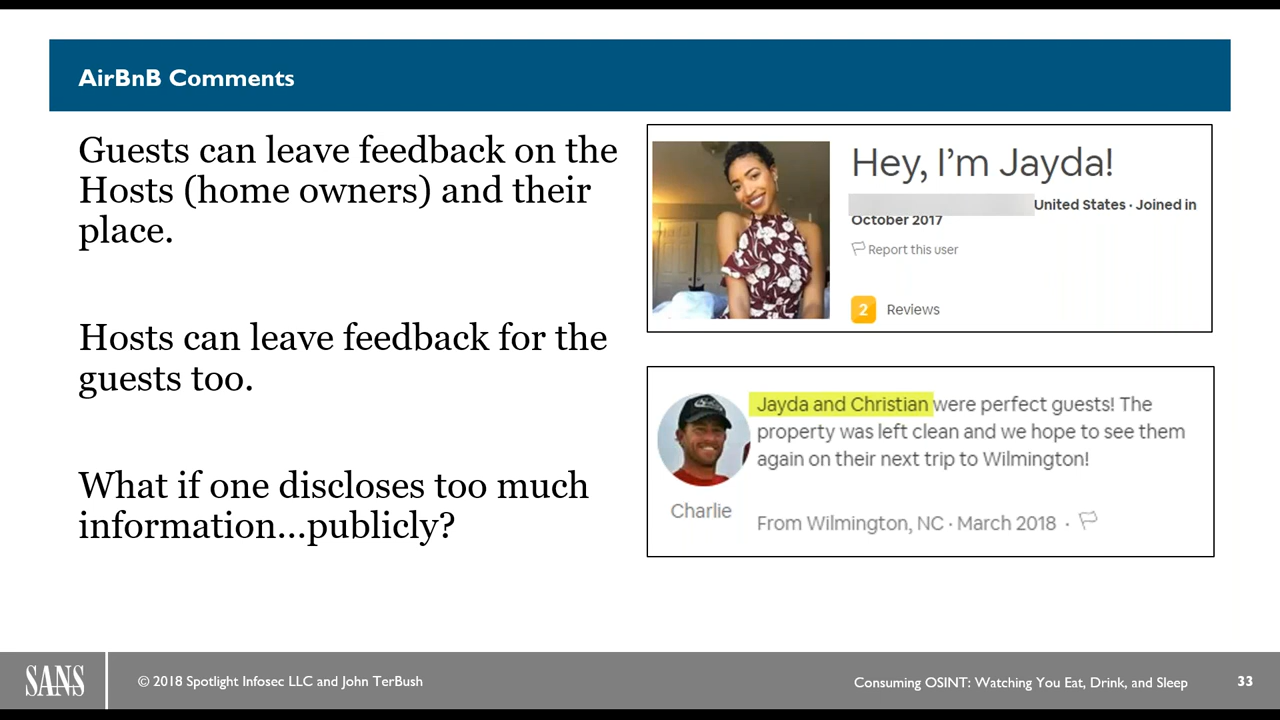 AirBnB Comments
Guests can leave feedback on the
Hosts (home owners) and their
place.
Hosts can leave feedback for the
guests too.
What if one discloses too much
information...publicly?
Hey, I'm Jayda!
United States · Joined in
October 2017
Report this user
2 Reviews
Jayda and Christian were perfect guests! The
property was left clean and we hope to see them
again on their next trip to Wilmington!
Charlie
From Wilmington, NC · March 2018 ·
SANS
© 2018 Spotlight Infosec LLC and John TerBush
Consuming OSINT: Watching You Eat, Drink, and Sleep
33